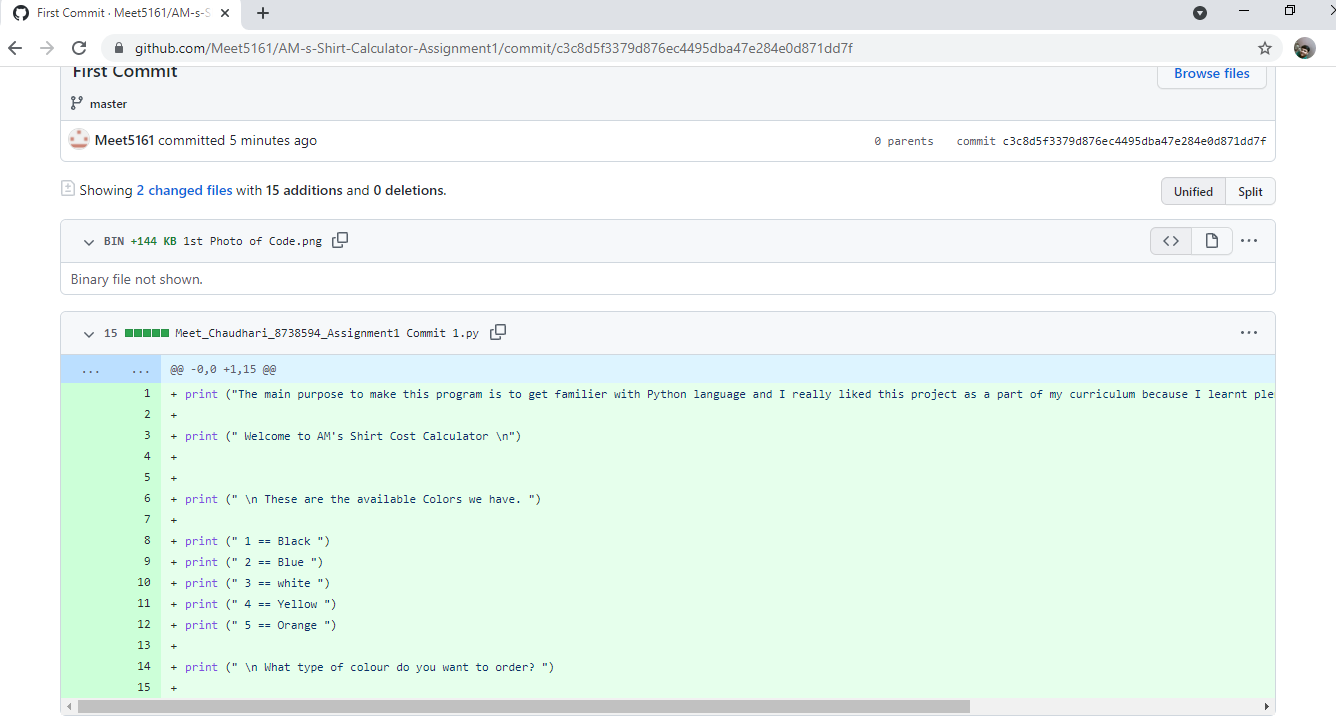 First Commit · Meet5161/AM-s-S
github.com/Meet5161/AM-s-Shirt-Calculator-Assignment1/commit/c3c8d5f3379d876ec4495dba47e284e0d871dd7f
First Commit
Browse files
master
Meet5161 committed 5 minutes ago 0 parents commit c3c8d5f3379d876ec4495dba47e284e0d871dd7f
Showing 2 changed files with 15 additions and 0 deletions.
Unified Split
BIN +144 KB 1st Photo of Code.png
Binary file not shown.
15 Meet_Chaudhari_8738594_Assignment1 Commit 1.py
... ... @@ -0,0 +1,15 @@
1 + print ("The main purpose to make this program is to get familier with Python language and I really liked this project as a part of my curriculum because I learnt ple
2 +
3 + print (" Welcome to AM's Shirt Cost Calculator \n")
4 +
5 +
6 + print (" \n These are the available Colors we have. ")
7 +
8 + print (" 1 == Black ")
9 + print (" 2 == Blue ")
10 + print (" 3 == white ")
11 + print (" 4 == Yellow ")
12 + print (" 5 == Orange ")
13 +
14 + print (" \n What type of colour do you want to order? ")
15 +